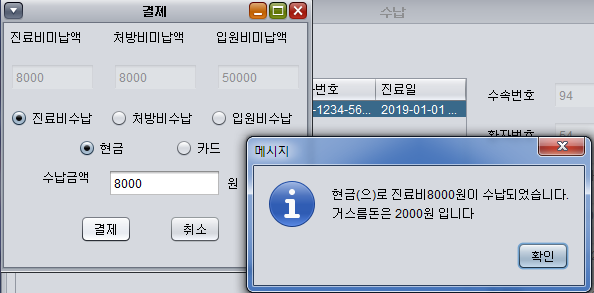 결제
수납
진료비미납액 처방비미납액 입원비미납액
8000 8000 50000
번호 진료일
-1234-56... 2019-01-01 ...
수속번호 94
진료비수납 처방비수납 입원비수납
현금 카드
수납금액 8000 원
결제 취소
메시지
현금(으)로 진료비8000원이 수납되었습니다.
거스름돈은 2000원 입니다
확인